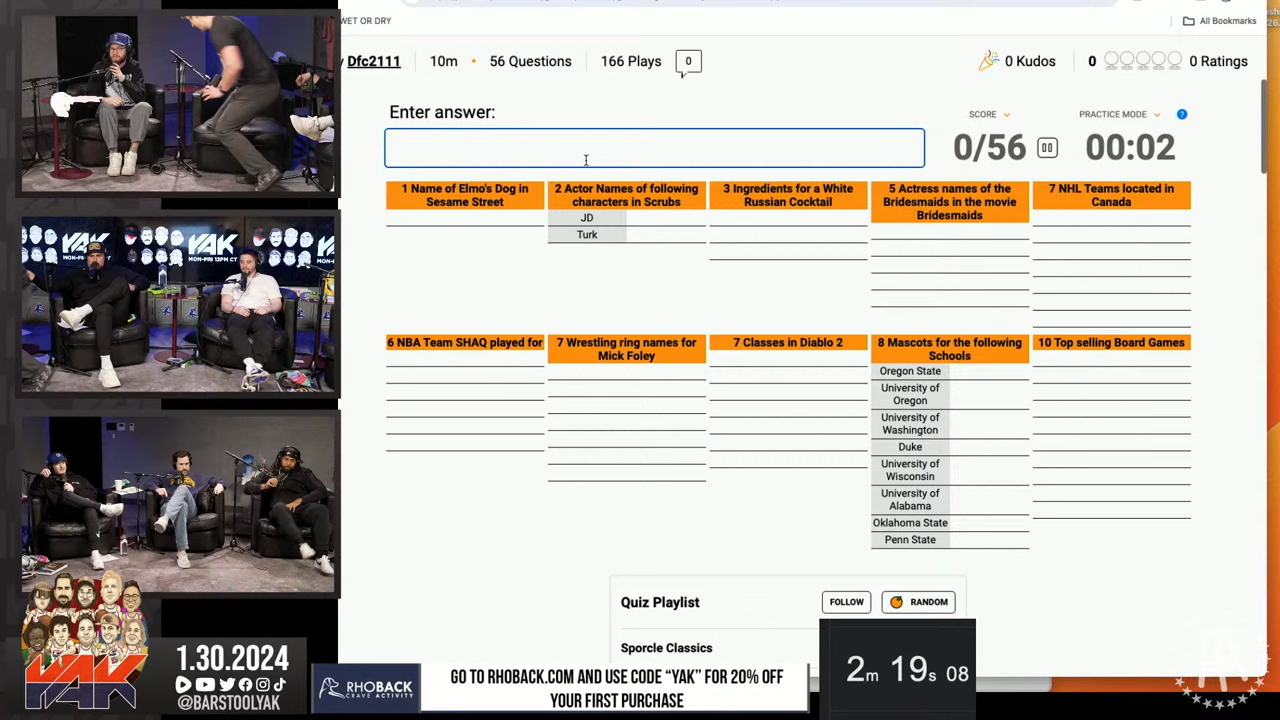 WET OR DRY
All Bookmarks
Dfc2111
10m • 56 Questions
166 Plays
0
0 Kudos
0
0 Ratings
Enter answer:
SCORE
0/56
PRACTICE MODE
?
00:02
1 Name of Elmo's Dog in
Sesame Street
2 Actor Names of following
characters in Scrubs
JD
Turk
3 Ingredients for a White
Russian Cocktail
5 Actress names of the
Bridesmaids in the movie
Bridesmaids
7 NHL Teams located in
Canada
6 NBA Team SHAQ played for
7 Wrestling ring names for
Mick Foley
7 Classes in Diablo 2
8 Mascots for the following
Schools
Oregon State
University of
Oregon
University of
Washington
Duke
University of
Wisconsin
University of
Alabama
Oklahoma State
Penn State
10 Top selling Board Games
Quiz Playlist
FOLLOW
RANDOM
Sporcle Classics
2m 19s 08
YAK
MON-FRI 12PM CT
YAK
1.30.2024
@BARSTOOLYAK
RHOBACK
CRAVE ACTIVITY
GO TO RHOBACK.COM AND USE CODE “YAK” FOR 20% OFF
YOUR FIRST PURCHASE